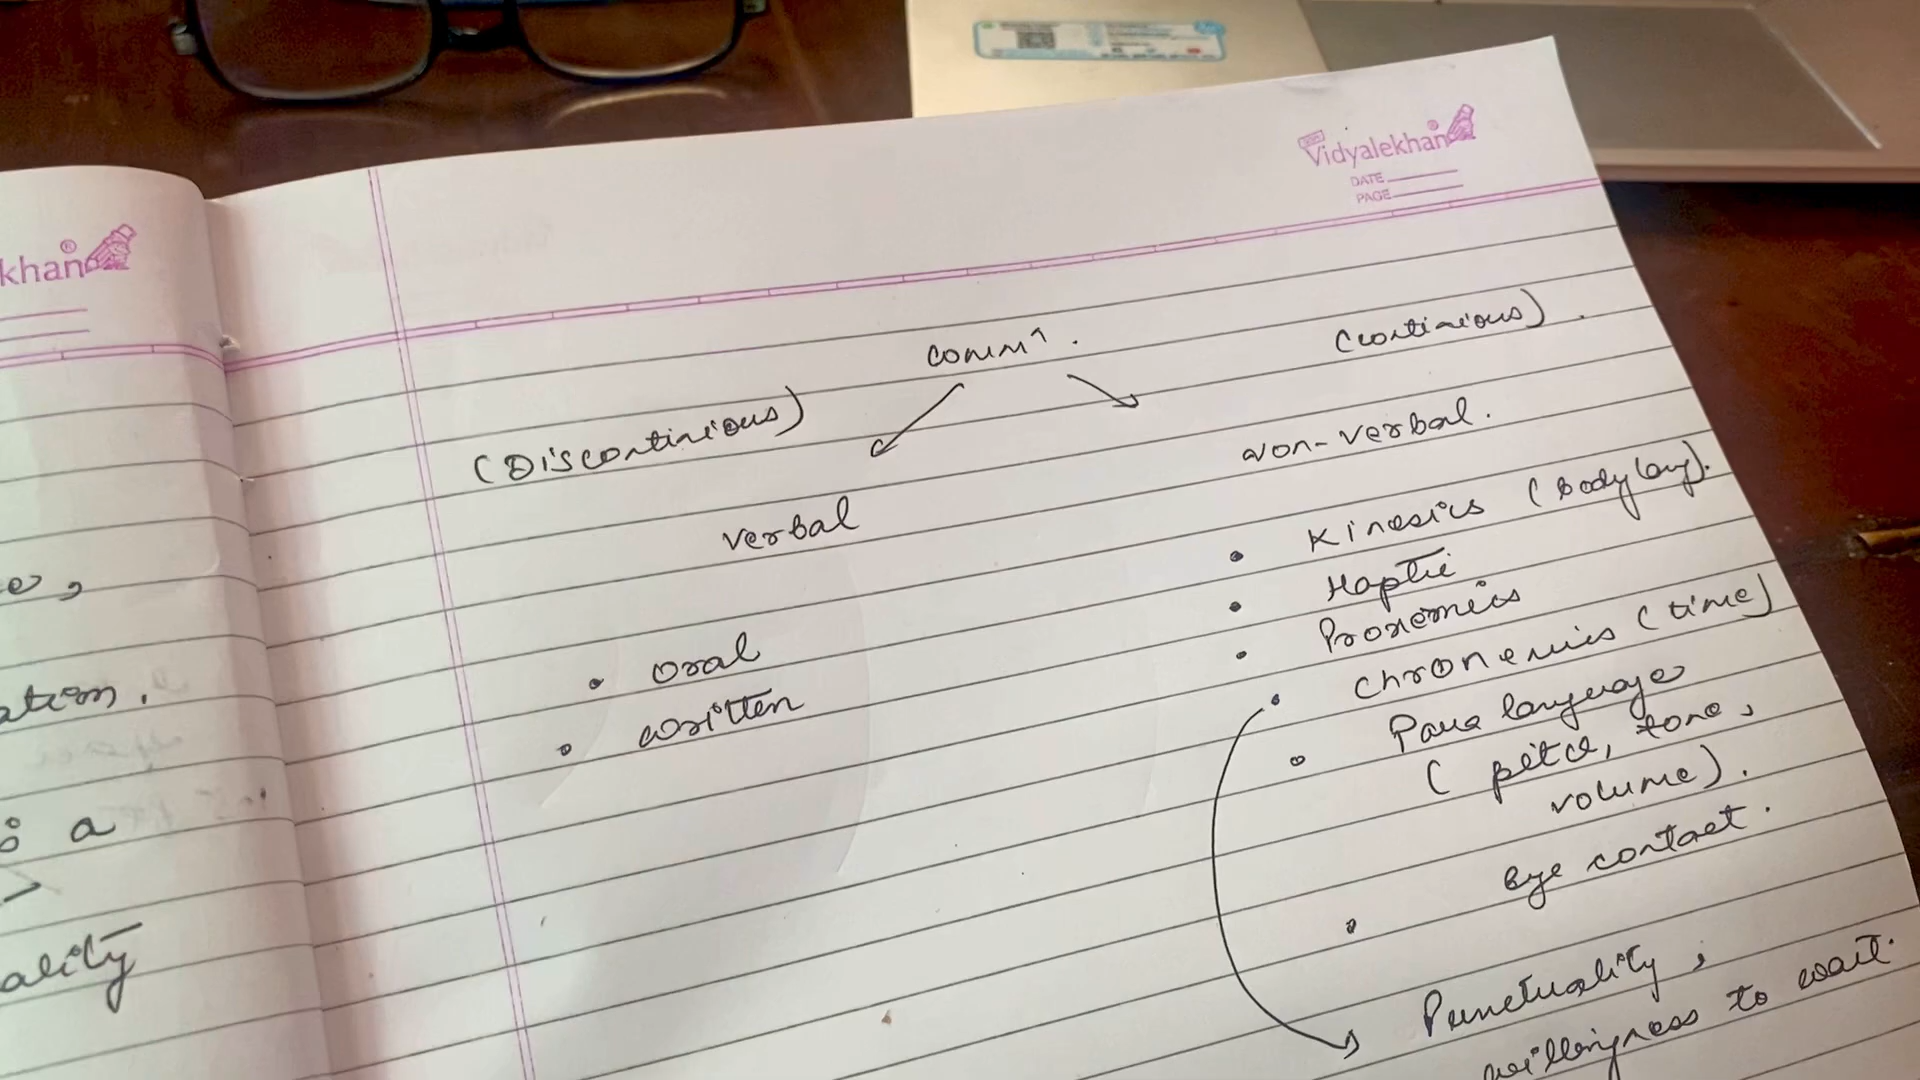 Vidyalekhan
DATE
PAGE
khan
e,
ation.
a
ality
commn.
(Discontinious)
(continious).
verbal
Non-verbal.
• oral
• written
• Kinesics (body lang).
• Haptic
• Proxemics
• Chronemics (time)
• Para language
(pitch, tone,
volume).
• Eye contact.
Punctuality,
willingness to wait.